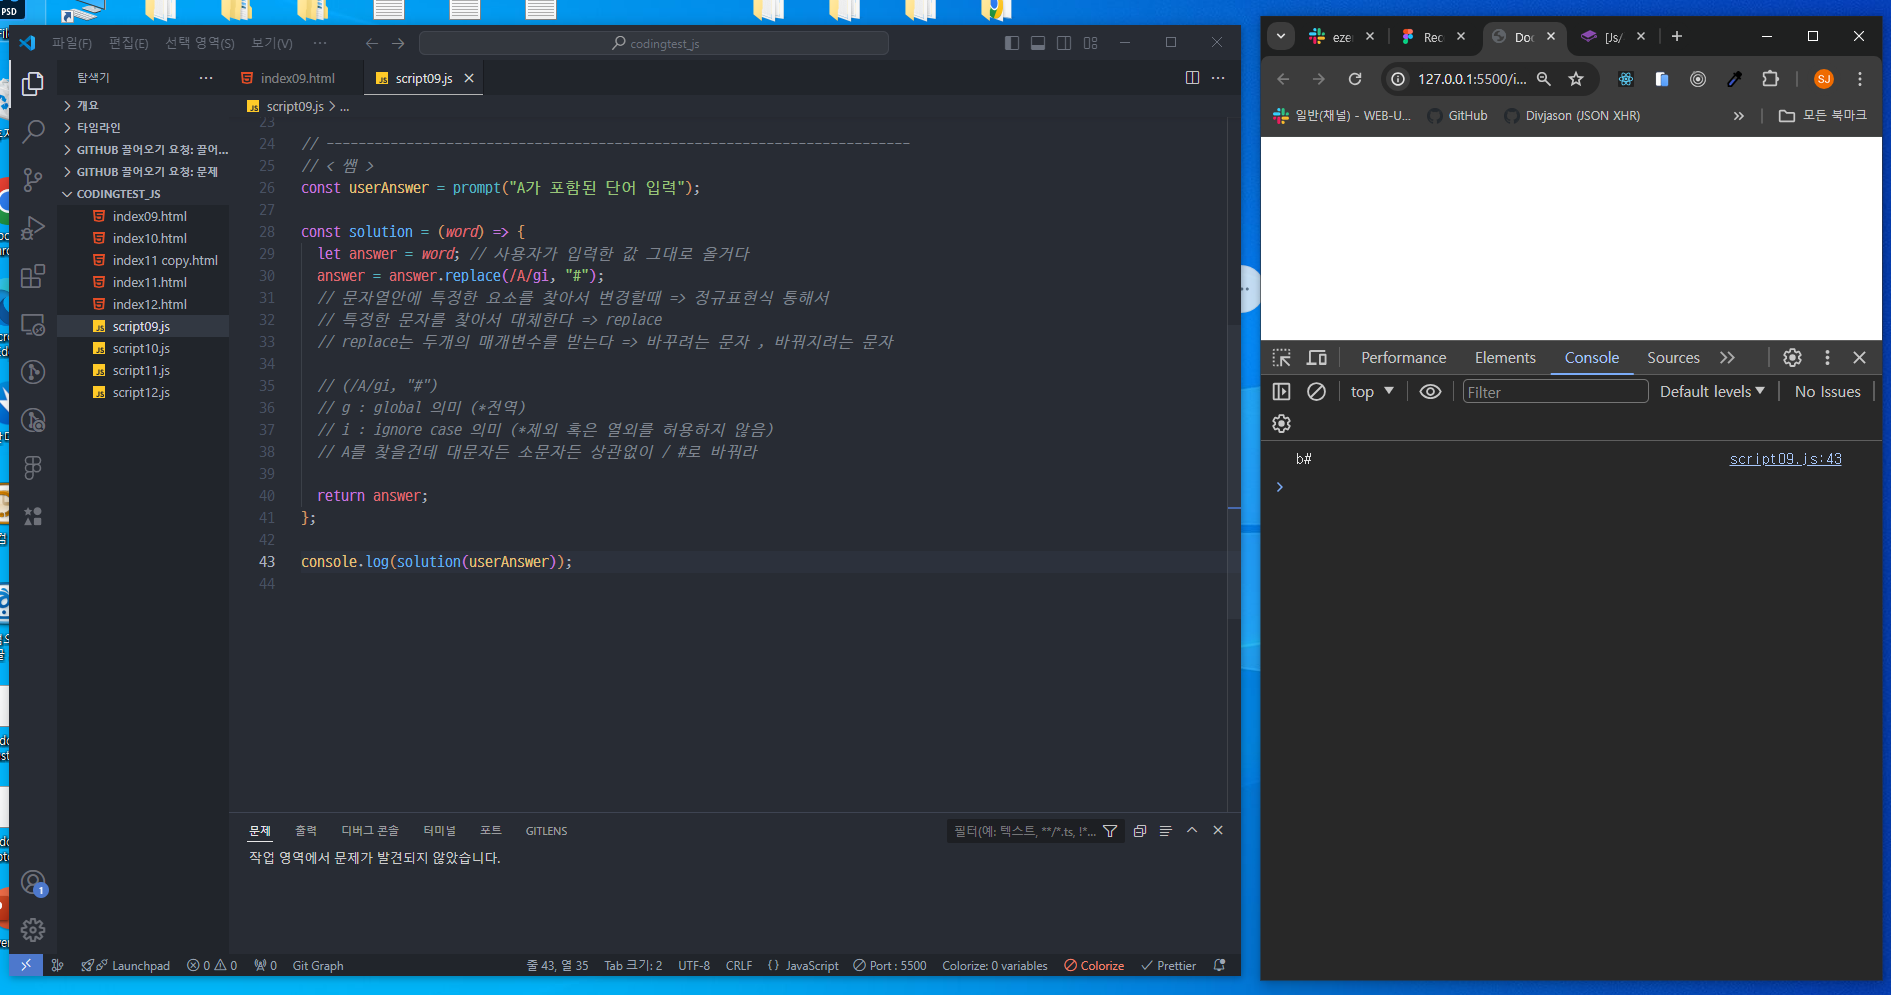 PSD
파일(F) 편집(E) 선택 영역(S) 보기(V) ··· codingtest_js
탐색기 ···
개요
타임라인
GITHUB 끌어오기 요청: 끌어...
GITHUB 끌어오기 요청: 문제
CODINGTEST_JS
index09.html
index10.html
index11 copy.html
index11.html
index12.html
JS script09.js
JS script10.js
JS script11.js
JS script12.js
index09.html JS script09.js
JS script09.js > ...
23
24 // -------------------------------------------------------------------------
25 // < 쌤 >
26 const userAnswer = prompt("A가 포함된 단어 입력");
27
28 const solution = (word) => {
29 let answer = word; // 사용자가 입력한 값 그대로 올거다
30 answer = answer.replace(/A/gi, "#");
31 // 문자열안에 특정한 요소를 찾아서 변경할때 => 정규표현식 통해서
32 // 특정한 문자를 찾아서 대체한다 => replace
33 // replace는 두개의 매개변수를 받는다 => 바꾸려는 문자 , 바꿔지려는 문자
34
35 // (/A/gi, "#")
36 // g : global 의미 (*전역)
37 // i : ignore case 의미 (*제외 혹은 열외를 허용하지 않음)
38 // A를 찾을건데 대문자든 소문자든 상관없이 / #로 바꿔라
39
40 return answer;
41 };
42
43 console.log(solution(userAnswer));
44
문제 출력 디버그 콘솔 터미널 포트 GITLENS 필터(예: 텍스트, **/*.ts, !*...
작업 영역에서 문제가 발견되지 않았습니다.
1
Launchpad 0 0 0 Git Graph 줄 43, 열 35 Tab 크기: 2 UTF-8 CRLF {} JavaScript Port : 5500 Colorize: 0 variables Colorize Prettier
ezei Rec Doc [Js/
127.0.0.1:5500/i... SJ
일반(채널) - WEB-U... GitHub Divjason (JSON XHR) » 모든 북마크
Performance Elements Console Sources
top Filter Default levels No Issues
b# script09.js:43
>